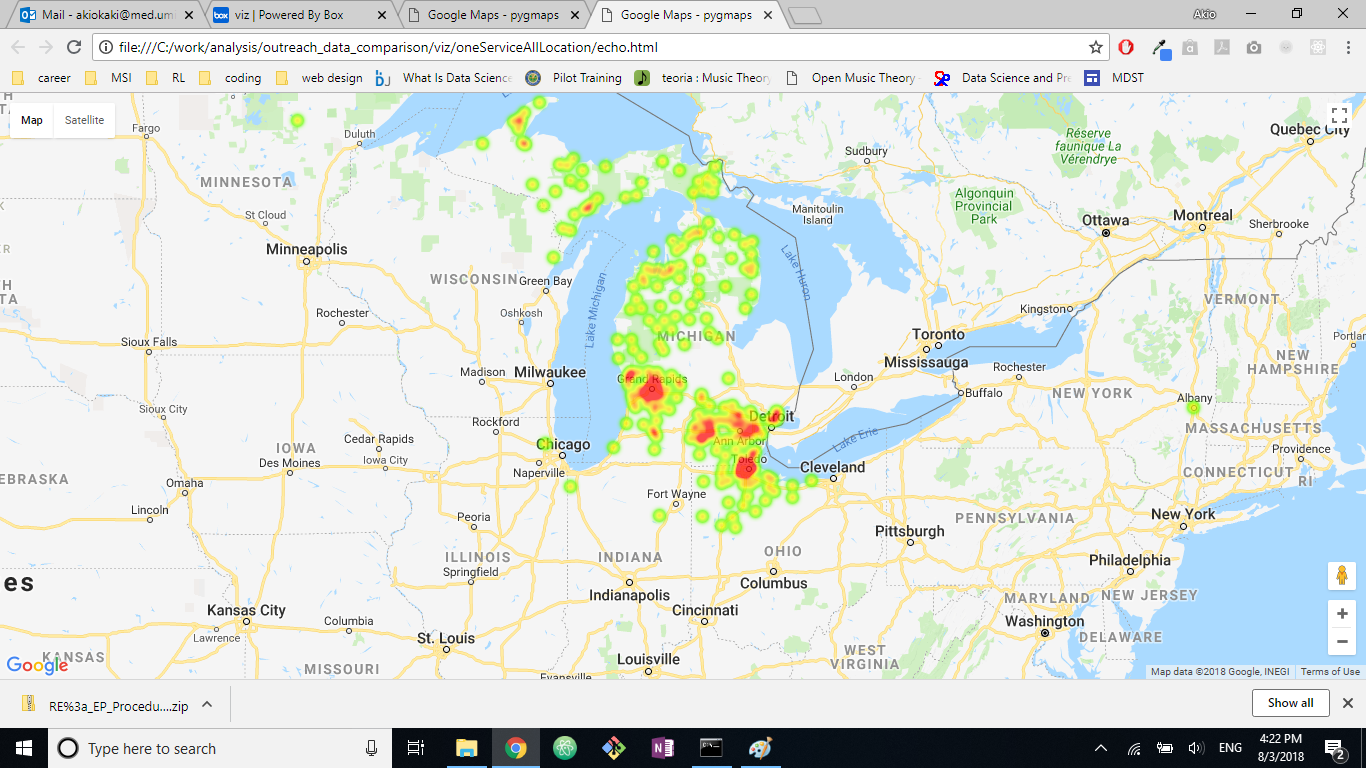 Mail - akiokaki@med.um
viz | Powered By Box
Google Maps - pygmaps
Google Maps - pygmaps
Akio
file:///C:/work/analysis/outreach_data_comparison/viz/oneServiceAllLocation/echo.html
career
MSI
RL
coding
web design
What Is Data Science
Pilot Training
teoria : Music Theory
Open Music Theory
Data Science and Pre
MDST
Map
Satellite
Fargo
Duluth
MINNESOTA
St Cloud
Minneapolis
Rochester
Sioux Falls
Sioux City
IOWA
Des Moines
Cedar Rapids
Iowa City
Omaha
EBRASKA
Lincoln
WISCONSIN
Green Bay
Oshkosh
Madison
Milwaukee
Rockford
Chicago
Naperville
Lake Michigan
MICHIGAN
Grand Rapids
Detroit
Ann Arbor
Toledo
Lake Huron
Lake Erie
Cleveland
Fort Wayne
Peoria
ILLINOIS
Springfield
INDIANA
Indianapolis
OHIO
Columbus
Cincinnati
es
Kansas City
Lawrence
KANSAS
Columbia
MISSOURI
St. Louis
Evansville
Louisville
WEST
VIRGINIA
Sudbury
Manitoulin
Island
Réserve
faunique La
Vérendrye
Quebec City
Algonquin
Provincial
Park
Ottawa
Montreal
Sherbrooke
Kingston
Toronto
Mississauga
London
Rochester
Buffalo
NEW YORK
VERMONT
Portlan
NEW
HAMPSHIRE
Albany
MASSACHUSETTS
Providence
CONNECTICUT
RI
New York
PENNSYLVANIA
Pittsburgh
Philadelphia
NEW JERSEY
MARYLAND
Washington
DELAWARE
Google
Map data ©2018 Google, INEGI
Terms of Use
RE%3a_EP_Procedu....zip
Show all
Type here to search
ENG
4:22 PM
8/3/2018
2